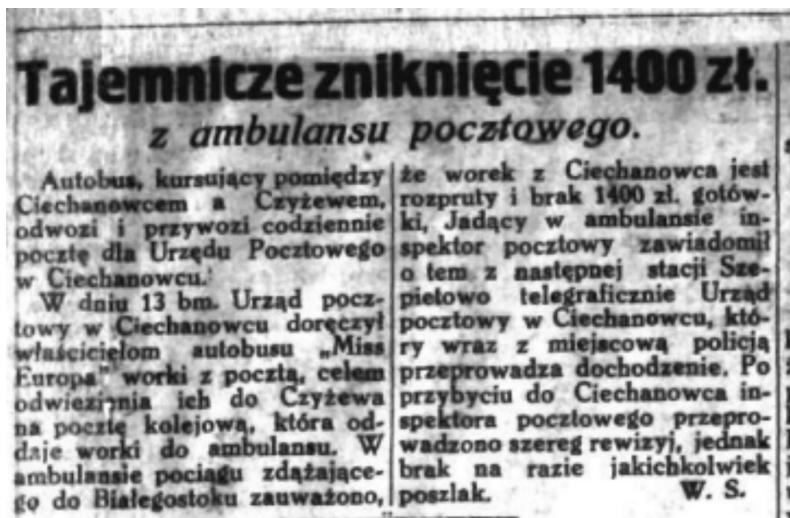 Tajemnicze zniknięcie 1400 zł.
z ambulansu pocztowego.
Autobus, kursujący pomiędzy
Ciechanowcem a Czyżewem,
odwozi i przywozi codziennie
pocztę dla Urzędu Pocztowego
w Ciechanowcu.
W dniu 13 bm. Urząd pocz-
towy w Ciechanowcu doręczył
właścicielom autobusu „Miss
Europa" worki z pocztą, celem
odwiezienia ich do Czyżewa
na pocztę kolejową, która od-
daje worki do ambulansu. W
ambulansie pociągu zdążające-
go do Białegostoku zauważono,
że worek z Ciechanowca jest
rozpruty i brak 1400 zł. gotów-
ki, Jadący w ambulansie in-
spektor pocztowy zawiadomił
o tem z następnej stacji Sze-
pietowo telegraficznie Urząd
pocztowy w Ciechanowcu, któ-
ry wraz z miejscową policją
przeprowadza dochodzenie. Po
przybyciu do Ciechanowca in-
spektora pocztowego przepro-
wadzono szereg rewizyj, jednak
brak na razie jakichkolwiek
poszlak. W. S.